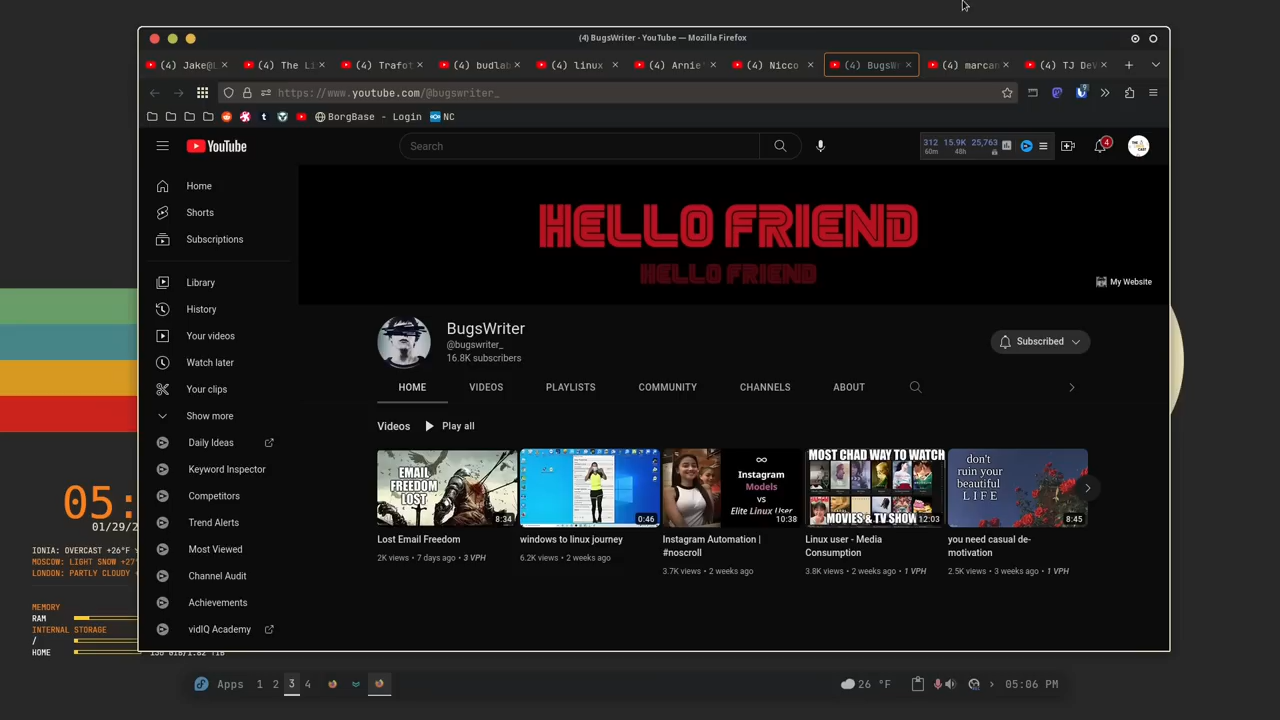 (4) BugsWriter - YouTube — Mozilla Firefox
(4) Jake@L
(4) The Li
(4) Trafot
(4) budlab
(4) linux
(4) Arnie'
(4) Nicco
(4) BugsW
(4) marcan
(4) TJ DeV
https://www.youtube.com/@bugswriter_
BorgBase - Login
NC
YouTube
Search
312 15.9K 25,763
60m 48h
4
Home
Shorts
Subscriptions
Library
History
Your videos
Watch later
Your clips
Show more
Daily Ideas
Keyword Inspector
Competitors
Trend Alerts
Most Viewed
Channel Audit
Achievements
vidIQ Academy
HELLO FRIEND
HELLO FRIEND
My Website
BugsWriter
@bugswriter_
16.8K subscribers
Subscribed
HOME VIDEOS PLAYLISTS COMMUNITY CHANNELS ABOUT
Videos
Play all
EMAIL
FREEDOM
LOST
8:34
Lost Email Freedom
2K views • 7 days ago • 3 VPH
0:46
windows to linux journey
6.2K views • 2 weeks ago
Instagram
Models
vs
Elite Linux User
10:38
Instagram Automation |
#noscroll
3.7K views • 2 weeks ago
MOST CHAD WAY TO WATCH
MOVIES & TV SHOW
12:03
Linux user - Media
Consumption
3.8K views • 2 weeks ago • 1 VPH
don't
ruin your
beautiful
LIFE
8:45
you need casual de-
motivation
2.5K views • 3 weeks ago • 1 VPH
05:
01/29/2
IONIA: OVERCAST +26°F
MOSCOW: LIGHT SNOW +27°
LONDON: PARTLY CLOUDY
MEMORY
RAM
INTERNAL STORAGE
/
HOME
Apps 1 2 3 4
26 °F
05:06 PM